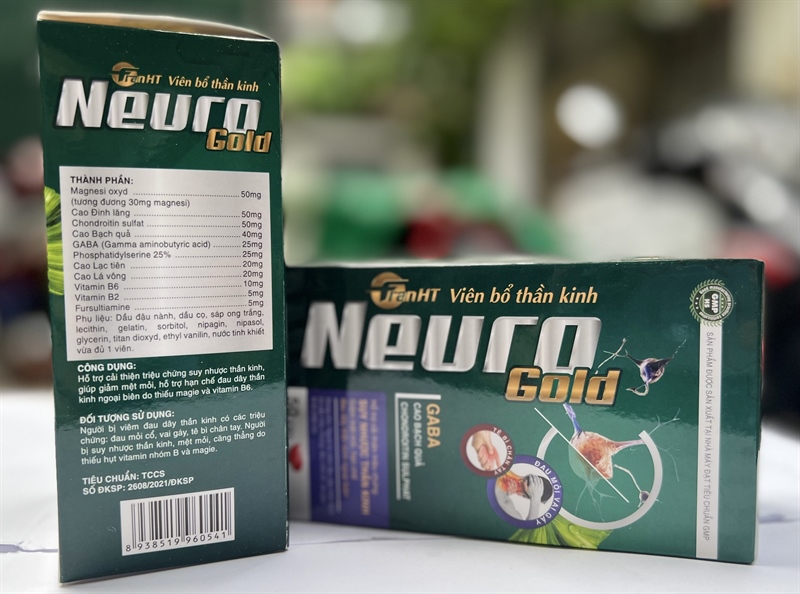 TranHT Viên bổ thần kinh
Neuro
Gold
THÀNH PHẦN:
Magnesi oxyd ........ 50mg
(tương đương 30mg magnesi)
Cao Đinh lăng ........ 50mg
Chondroitin sulfat ........ 50mg
Cao Bạch quả ........ 40mg
GABA (Gamma aminobutyric acid) ........ 25mg
Phosphatidylserine 25% ........ 25mg
Cao Lạc tiên ........ 20mg
Cao Lá vông ........ 20mg
Vitamin B6 ........ 10mg
Vitamin B2 ........ 5mg
Fursultiamine ........ 5mg
Phụ liệu: Dầu đậu nành, dầu cọ, sáp ong trắng,
lecithin, gelatin, sorbitol, nipagin, nipasol,
glycerin, titan dioxyd, ethyl vanilin, nước tinh khiết
vừa đủ 1 viên.
CÔNG DỤNG:
Hỗ trợ cải thiện triệu chứng suy nhược thần kinh,
giúp giảm mệt mỏi, hỗ trợ hạn chế đau dây thần
kinh ngoại biên do thiếu magie và vitamin B6.
ĐỐI TƯỢNG SỬ DỤNG:
Người bị viêm đau dây thần kinh có các triệu
chứng: đau mỏi cổ, vai gáy, tê bì chân tay. Người
bị suy nhược thần kinh, mệt mỏi, căng thẳng do
thiếu hụt vitamin nhóm B và magie.
TIÊU CHUẨN: TCCS
SỐ ĐKSP: 2608/2021/ĐKSP
8 938519 960541
TranHT Viên bổ thần kinh
Neuro
Gold
GABA
CAO BẠCH QUẢ
CHONDROITIN SULPHAT
SUY NHƯỢC THẦN KINH
TÊ BÌ CHÂN TAY
ĐAU MỎI VAI GÁY
GMP
HS
SẢN PHẨM ĐƯỢC SẢN XUẤT TẠI NHÀ MÁY ĐẠT TIÊU CHUẨN GMP